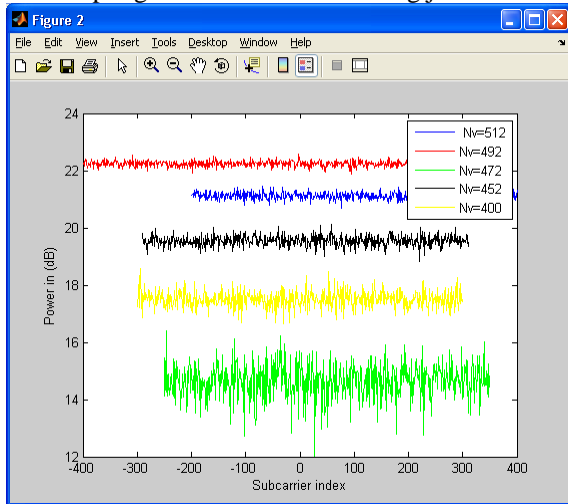 Figure 2
File Edit View Insert Tools Desktop Window Help
24
22
20
18
16
14
12
Power in (dB)
Nv=512
Nv=492
Nv=472
Nv=452
Nv=400
-400 -300 -200 -100 0 100 200 300 400
Subcarrier index